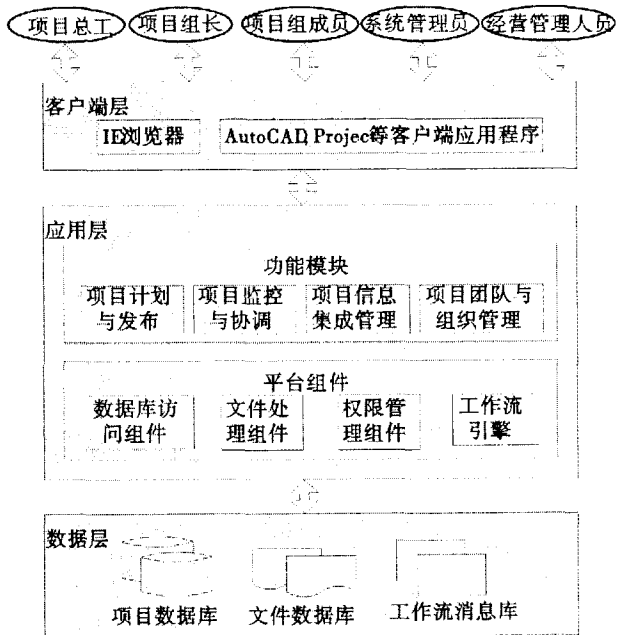 项目总工 项目组长 项目组成员 系统管理员 经营管理人员
客户端层
IE浏览器 AutoCAD, Projec等客户端应用程序
应用层
功能模块
项目计划 项目监控 项目信息 项目团队与
与发布 与协调 集成管理 组织管理
平台组件
数据库访 文件处 权限管 工作流
问组件 理组件 理组件 引擎
数据层
项目数据库 文件数据库 工作流消息库